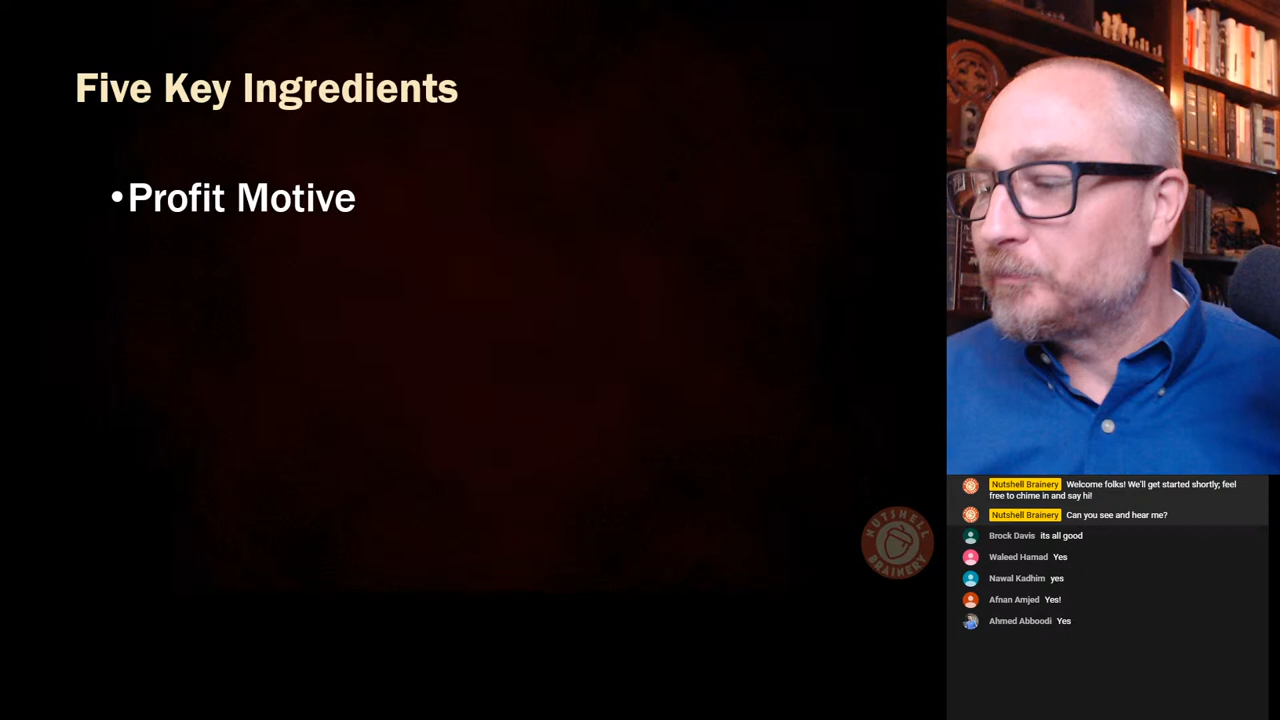 Five Key Ingredients
•Profit Motive
NUTSHELL
BRAINERY
Nutshell Brainery Welcome folks! We'll get started shortly; feel
free to chime in and say hi!
Nutshell Brainery Can you see and hear me?
Brock Davis its all good
Waleed Hamad Yes
Nawal Kadhim yes
Afnan Amjed Yes!
Ahmed Abboodi Yes